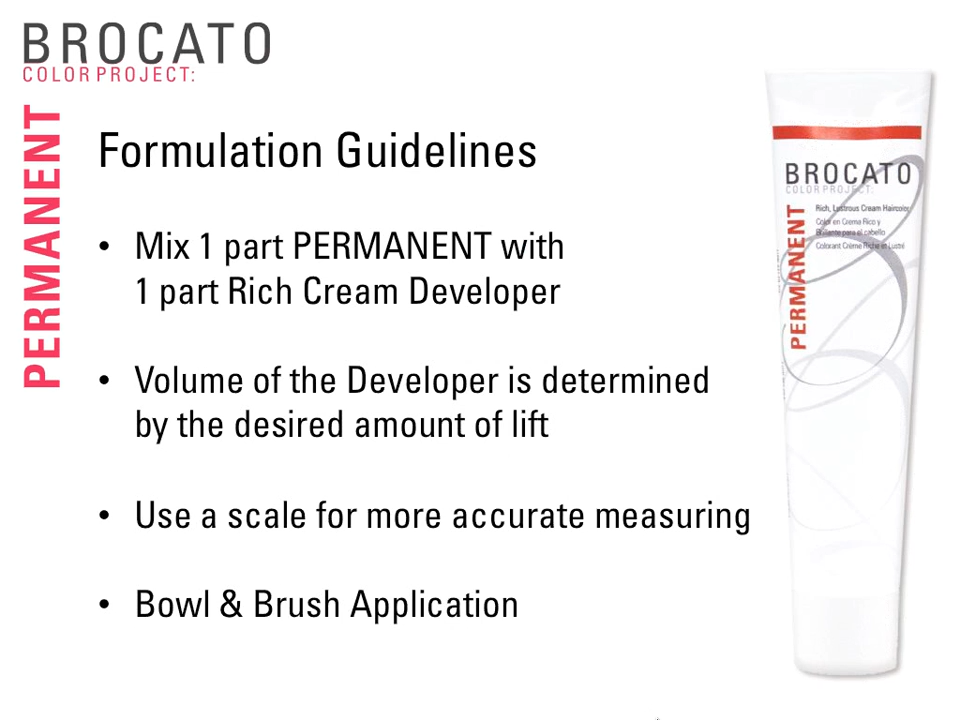 BROCATO
COLOR PROJECT:
PERMANENT
Formulation Guidelines
• Mix 1 part PERMANENT with
1 part Rich Cream Developer
• Volume of the Developer is determined
by the desired amount of lift
• Use a scale for more accurate measuring
• Bowl & Brush Application
BROCATO
COLOR PROJECT:
PERMANENT
Rich, Lustrous Cream Haircolor
Color en Crema Rico y
Brillante para el cabello
Colorant Crème Riche et Lustré